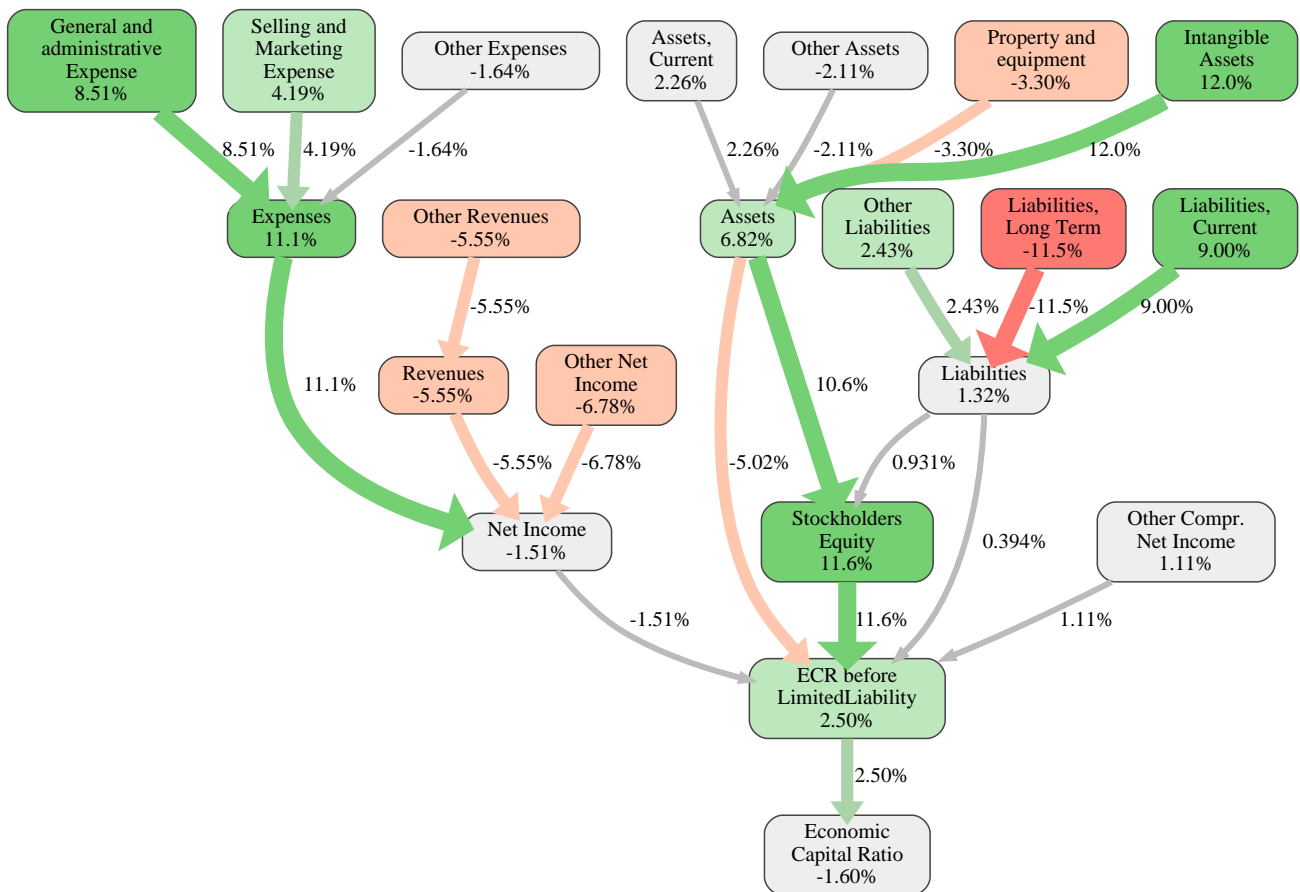 General and
administrative
Expense
8.51%
Selling and
Marketing
Expense
4.19%
Other Expenses
-1.64%
Assets,
Current
2.26%
Other Assets
-2.11%
Property and
equipment
-3.30%
Intangible
Assets
12.0%
8.51%
4.19%
-1.64%
2.26%
-2.11%
-3.30%
12.0%
Expenses
11.1%
Other Revenues
-5.55%
Assets
6.82%
Other
Liabilities
2.43%
Liabilities,
Long Term
-11.5%
Liabilities,
Current
9.00%
-5.55%
2.43%
-11.5%
9.00%
11.1%
Revenues
-5.55%
Other Net
Income
-6.78%
10.6%
Liabilities
1.32%
-5.55%
-6.78%
-5.02%
0.931%
Net Income
-1.51%
Stockholders
Equity
11.6%
0.394%
Other Compr.
Net Income
1.11%
-1.51%
11.6%
1.11%
ECR before
LimitedLiability
2.50%
2.50%
Economic
Capital Ratio
-1.60%